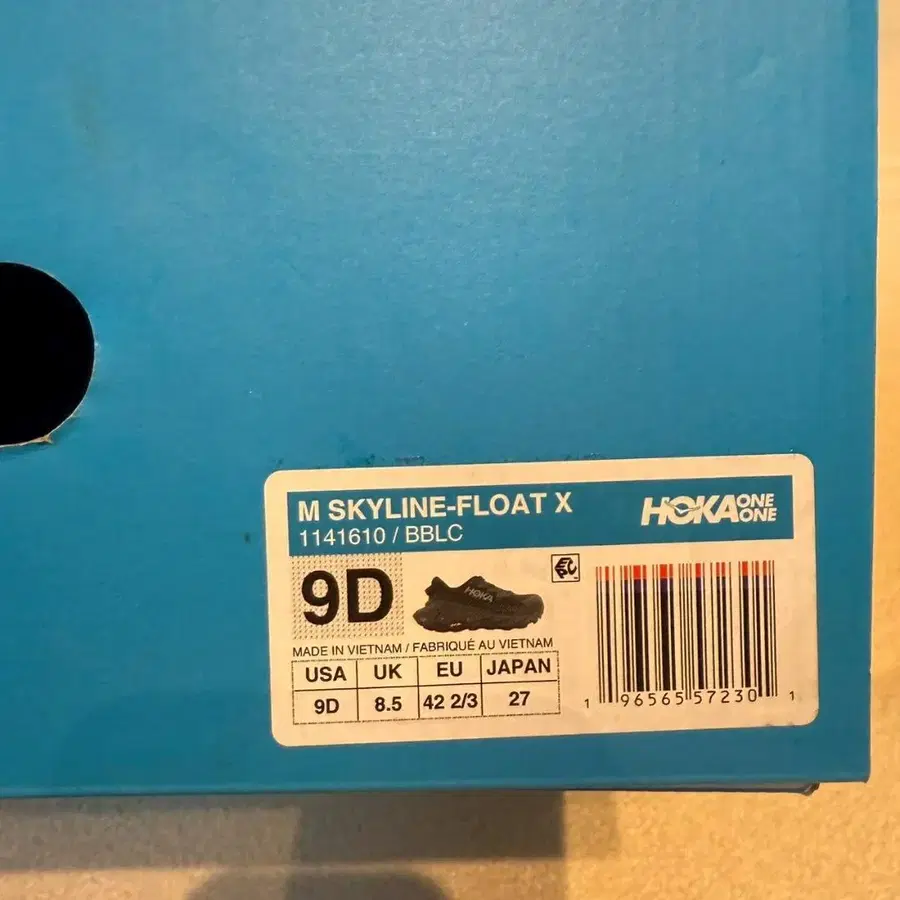 M SKYLINE-FLOAT X
HOKA ONE ONE
1141610 / BBLC
9D
HOKA
MADE IN VIETNAM / FABRIQUÉ AU VIETNAM
USA UK EU JAPAN
9D 8.5 42 2/3 27
1 96565 57230 1